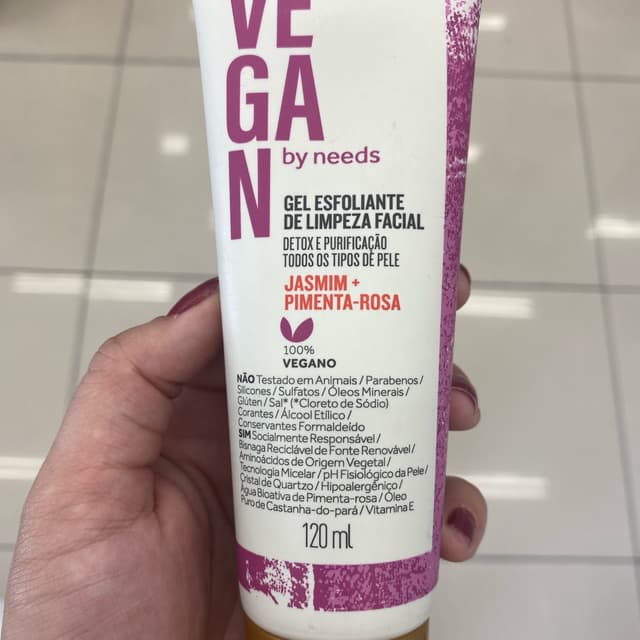 VE
GA
N
by needs
GEL ESFOLIANTE
DE LIMPEZA FACIAL
DETOX E PURIFICAÇÃO
TODOS OS TIPOS DE PELE
JASMIM +
PIMENTA-ROSA
100%
VEGANO
NÃO Testado em Animais / Parabenos /
Silicones / Sulfatos / Óleos Minerais /
Glúten / Sal* (*Cloreto de Sódio)
Corantes / Álcool Etílico /
Conservantes Formaldeído
SIM Socialmente Responsável /
Bisnaga Reciclável de Fonte Renovável /
Aminoácidos de Origem Vegetal /
Tecnologia Micelar / pH Fisiológico da Pele /
Cristal de Quartzo / Hipoalergênico /
Água Bioativa de Pimenta-rosa / Óleo
Puro de Castanha-do-pará / Vitamina E
120 ml